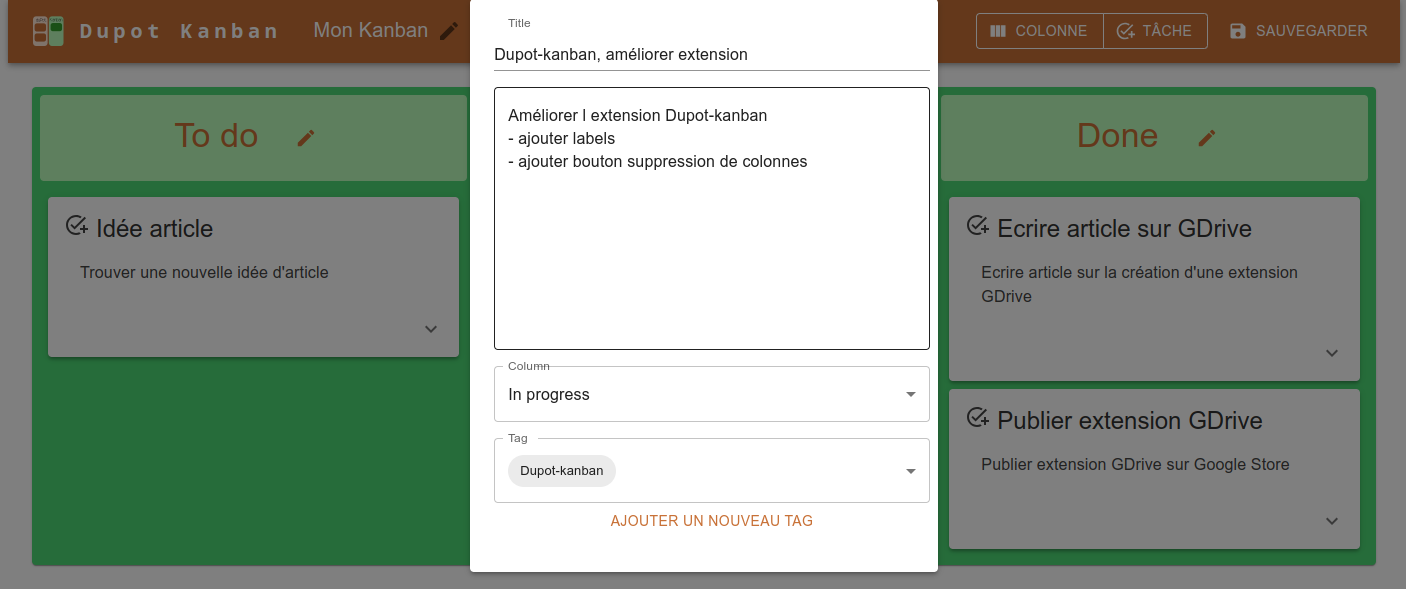 Dupot Kanban
Mon Kanban
COLONNE
TÂCHE
SAUVEGARDER
To do
Idée article
Trouver une nouvelle idée d'article
Title
Dupot-kanban, améliorer extension
Améliorer l extension Dupot-kanban
- ajouter labels
- ajouter bouton suppression de colonnes
Column
In progress
Tag
Dupot-kanban
AJOUTER UN NOUVEAU TAG
Done
Ecrire article sur GDrive
Ecrire article sur la création d'une extension
GDrive
Publier extension GDrive
Publier extension GDrive sur Google Store